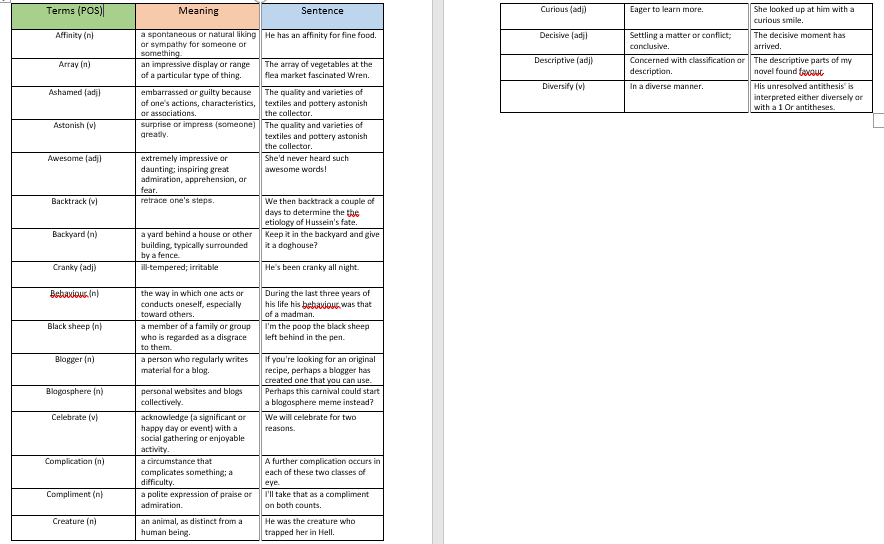 Terms (POS) Meaning Sentence
Affinity (n) a spontaneous or natural liking He has an affinity for fine food.
or sympathy for someone or
something.
Array (n) an impressive display or range The array of vegetables at the
of a particular type of thing. flea market fascinated Wren.
Ashamed (adj) embarrassed or guilty because The quality and varieties of
of one's actions, characteristics, textiles and pottery astonish
or associations. the collector.
Astonish (v) surprise or impress (someone) The quality and varieties of
greatly. textiles and pottery astonish
the collector.
Awesome (adj) extremely impressive or She'd never heard such
daunting; inspiring great awesome words!
admiration, apprehension, or
fear.
Backtrack (v) retrace one's steps. We then backtrack a couple of
days to determine the the
etiology of Hussein's fate.
Backyard (n) a yard behind a house or other Keep it in the backyard and give
building, typically surrounded it a doghouse?
by a fence.
Cranky (adj) ill-tempered; irritable He's been cranky all night.
Behaviour (n) the way in which one acts or During the last three years of
conducts oneself, especially his life his behaviour was that
toward others. of a madman.
Black sheep (n) a member of a family or group I'm the poop the black sheep
who is regarded as a disgrace left behind in the pen.
to them.
Blogger (n) a person who regularly writes If you're looking for an original
material for a blog. recipe, perhaps a blogger has
created one that you can use.
Blogosphere (n) personal websites and blogs Perhaps this carnival could start
collectively. a blogosphere meme instead?
Celebrate (v) acknowledge (a significant or We will celebrate for two
happy day or event) with a reasons.
social gathering or enjoyable
activity.
Complication (n) a circumstance that A further complication occurs in
complicates something; a each of these two classes of
difficulty. eye.
Compliment (n) a polite expression of praise or I'll take that as a compliment
admiration. on both counts.
Creature (n) an animal, as distinct from a He was the creature who
human being. trapped her in Hell.
Curious (adj) Eager to learn more. She looked up at him with a
curious smile.
Decisive (adj) Settling a matter or conflict; The decisive moment has
conclusive. arrived.
Descriptive (adj) Concerned with classification or The descriptive parts of my
description. novel found favour.
Diversify (v) In a diverse manner. His unresolved antithesis' is
interpreted either diversely or
with a 1 Or antitheses.